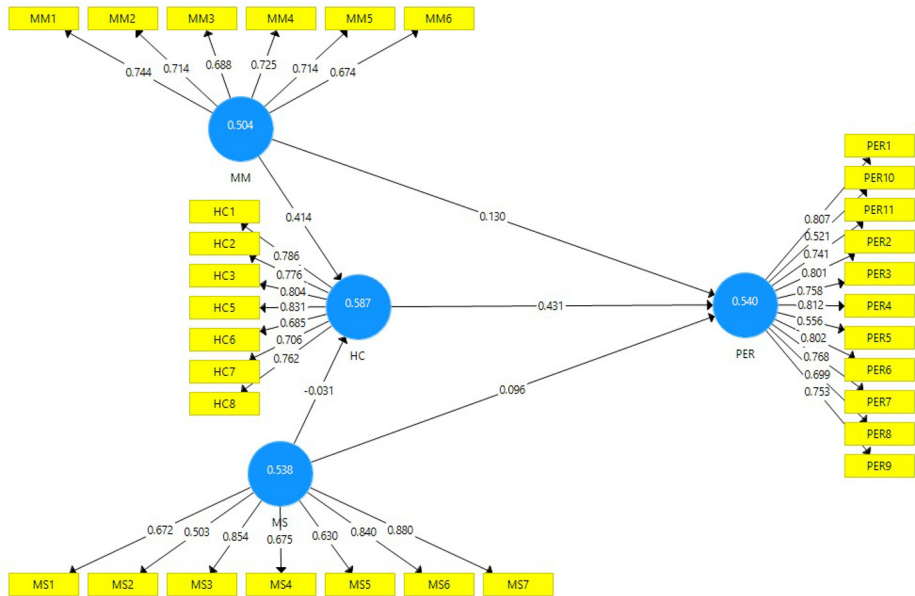 MM1 MM2 MM3 MM4 MM5 MM6
0.744 0.714 0.688 0.725 0.714 0.674
0.504
MM
0.414
0.130
HC1
HC2
HC3
HC5
HC6
HC7
HC8
0.786
0.776
0.804
0.831
0.685
0.706
0.762
0.587
HC
0.431
-0.031
0.096
0.540
PER
0.807
0.521
0.741
0.801
0.758
0.812
0.556
0.802
0.768
0.699
0.753
PER1
PER10
PER11
PER2
PER3
PER4
PER5
PER6
PER7
PER8
PER9
0.538
MS
0.672 0.503 0.854 0.675 0.630 0.840 0.880
MS1 MS2 MS3 MS4 MS5 MS6 MS7